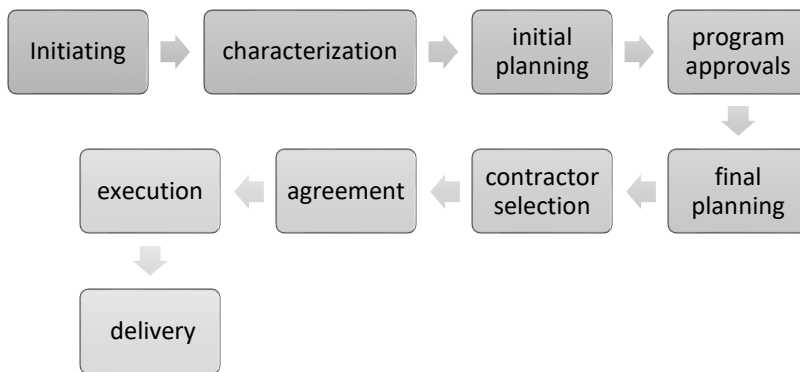 Initiating
characterization
initial
planning
program
approvals
final
planning
contractor
selection
agreement
execution
delivery